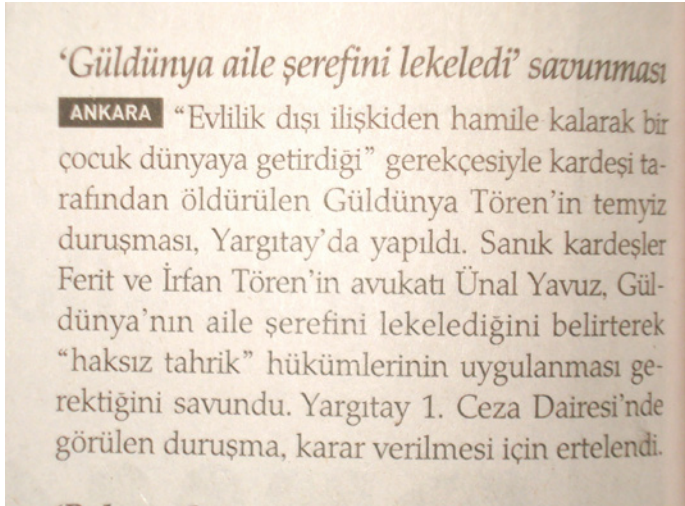 ‘Güldünya aile şerefini lekeledi’ savunması
ANKARA “Evlilik dışı ilişkiden hamile kalarak bir
çocuk dünyaya getirdiği” gerekçesiyle kardeşi ta-
rafından öldürülen Güldünya Tören’in temyiz
duruşması, Yargıtay’da yapıldı. Sanık kardeşler
Ferit ve İrfan Tören’in avukatı Ünal Yavuz, Gül-
dünya’nın aile şerefini lekelediğini belirterek
“haksız tahrik” hükümlerinin uygulanması ge-
rektiğini savundu. Yargıtay 1. Ceza Dairesi’nde
görülen duruşma, karar verilmesi için ertelendi.